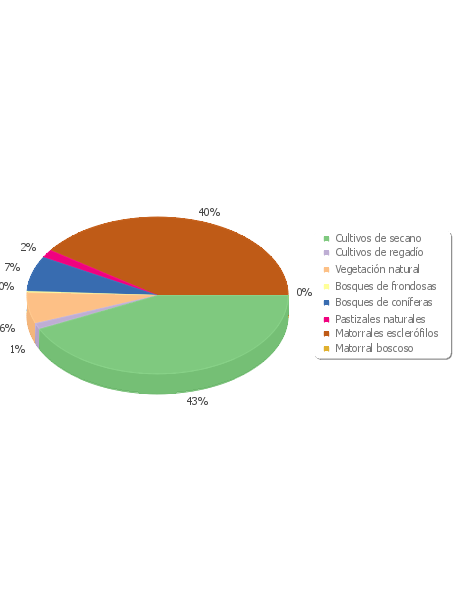 40%
2%
7%
0%
6%
1%
43%
0%
Cultivos de secano
Cultivos de regadío
Vegetación natural
Bosques de frondosas
Bosques de coníferas
Pastizales naturales
Matorrales esclerófilos
Matorral boscoso